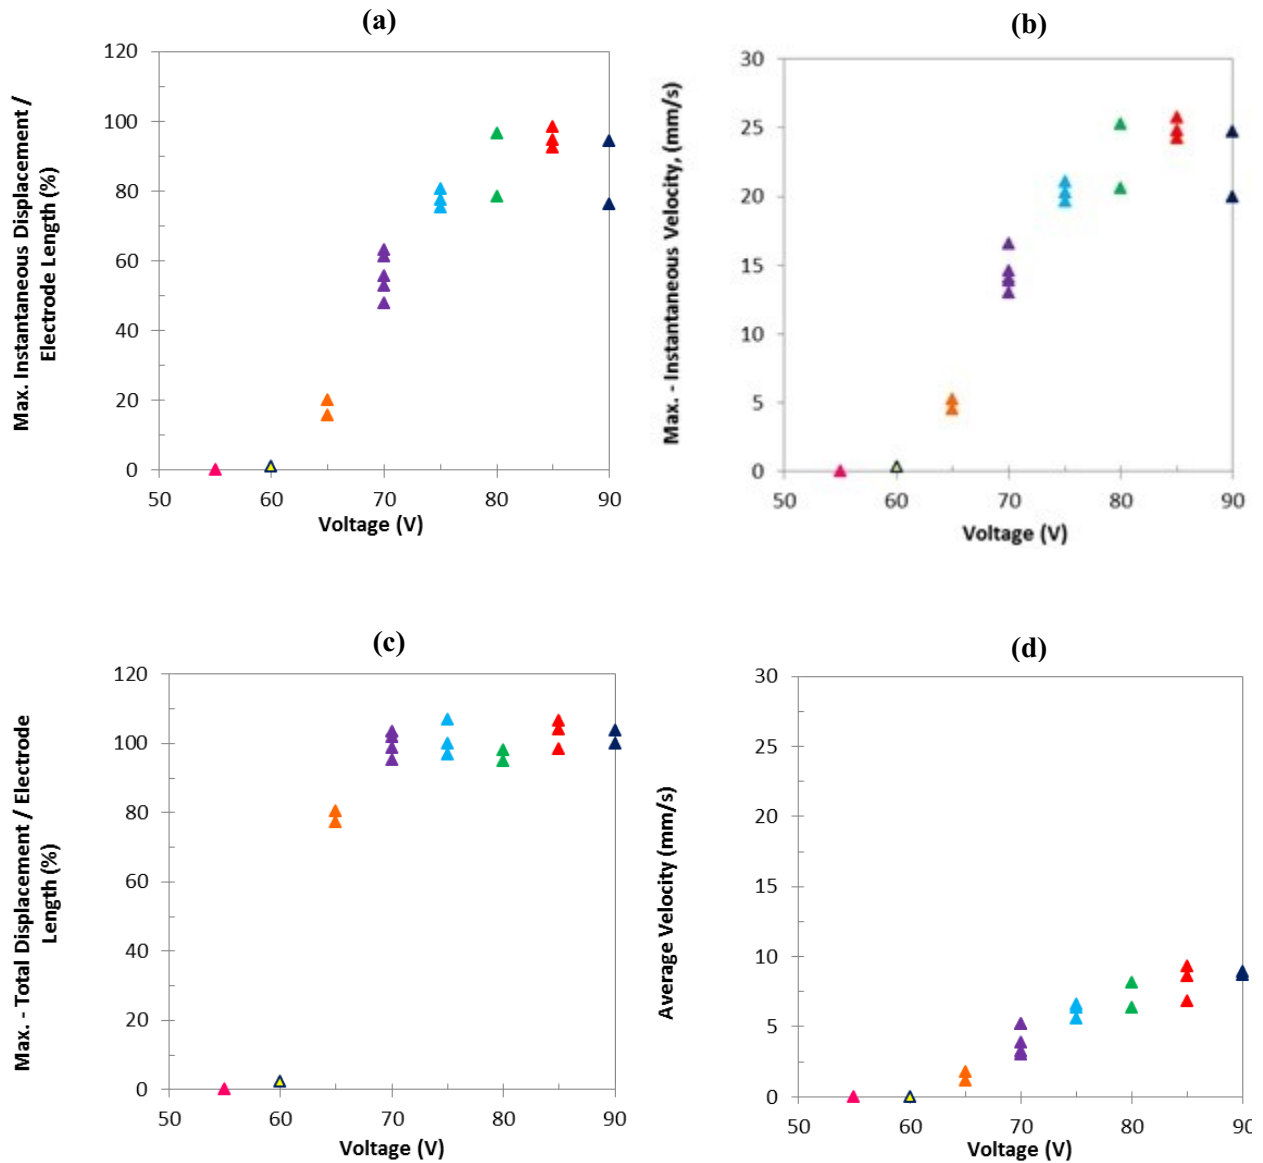 (a)
Max. Instantaneous Displacement /
Electrode Length (%)
120
100
80
60
40
20
0
50 60 70 80 90
Voltage (V)
(b)
Max. - Instantaneous Velocity, (mm/s)
30
25
20
15
10
5
0
50 60 70 80 90
Voltage (V)
(c)
Max. - Total Displacement / Electrode
Length (%)
120
100
80
60
40
20
0
50 60 70 80 90
Voltage (V)
(d)
Average Velocity (mm/s)
30
25
20
15
10
5
0
50 60 70 80 90
Voltage (V)